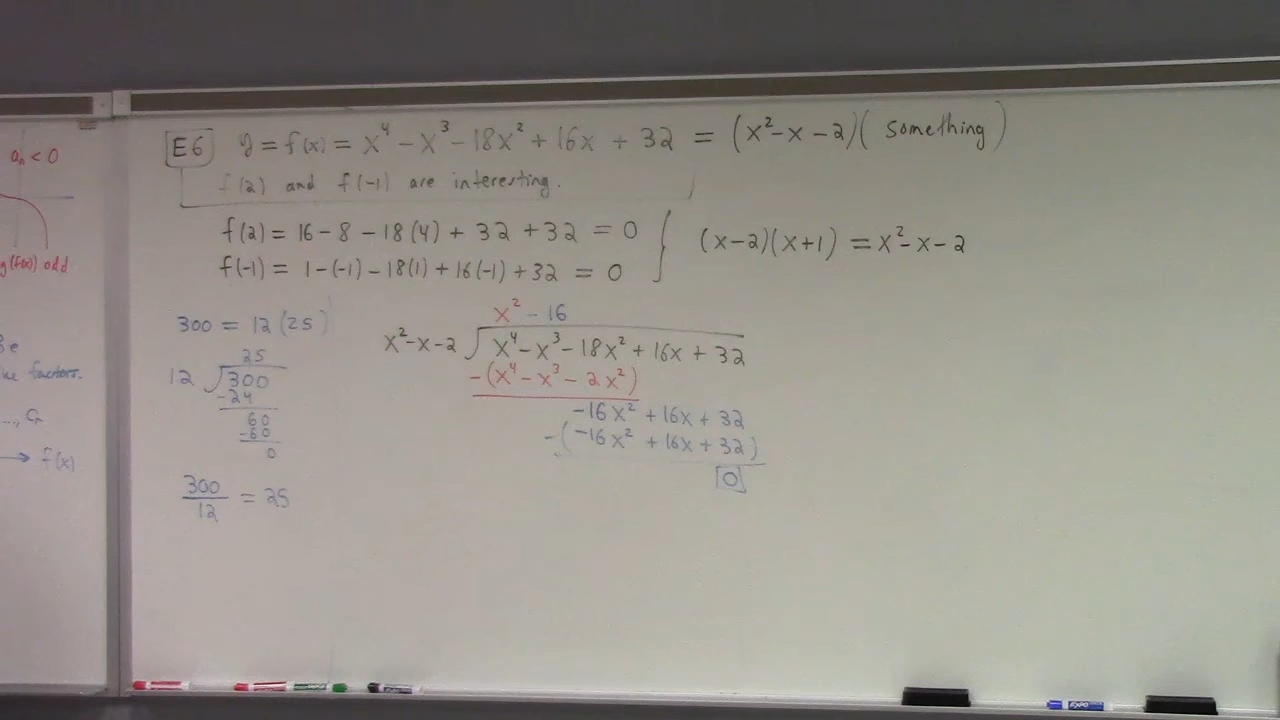 aₙ < 0
g(f(x)) odd
factors.
→ f(x)
E6 y = f(x) = x⁴ - x³ - 18x² + 16x + 32 = (x² - x - 2)( something )
f(2) and f(-1) are interesting.
f(2) = 16 - 8 - 18(4) + 32 + 32 = 0
f(-1) = 1 - (-1) - 18(1) + 16(-1) + 32 = 0
(x-2)(x+1) = x² - x - 2
300 = 12(25)
25
12 300
-24
60
-60
0
300/12 = 25
x² - 16
x² - x - 2 x⁴ - x³ - 18x² + 16x + 32
-(x⁴ - x³ - 2x²)
-16x² + 16x + 32
-(-16x² + 16x + 32)
0
EXPO